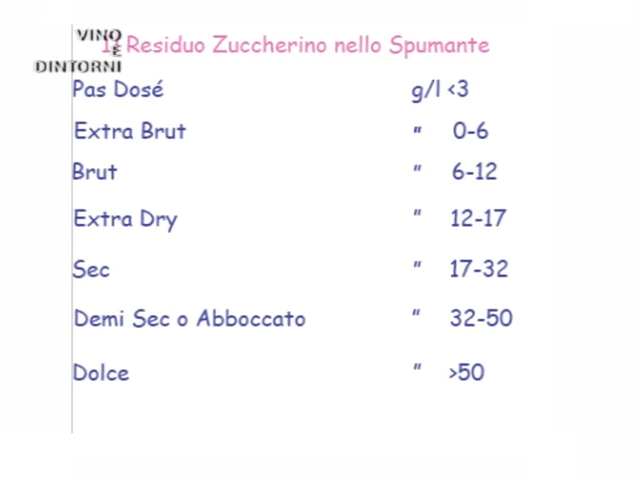 VINO
E
DINTORNI
1) Residuo Zuccherino nello Spumante
Pas Dosé g/l <3
Extra Brut " 0-6
Brut " 6-12
Extra Dry " 12-17
Sec " 17-32
Demi Sec o Abboccato " 32-50
Dolce " >50